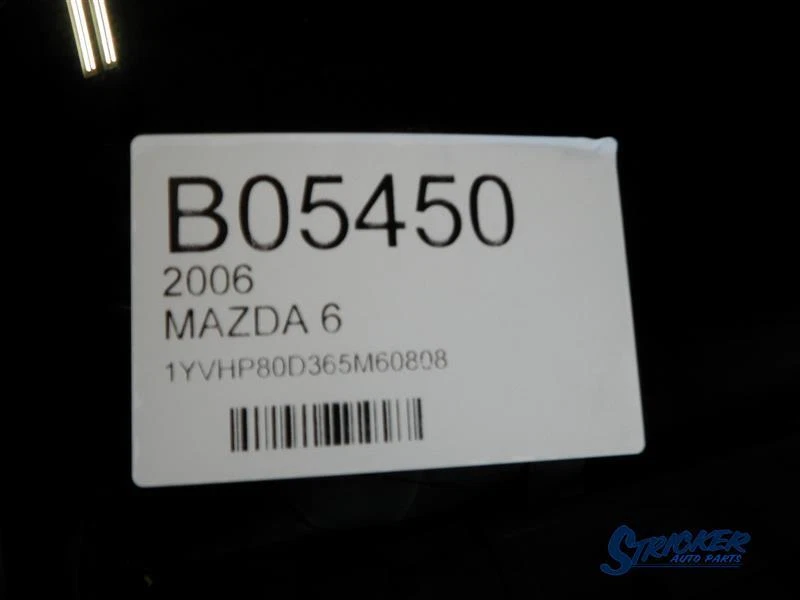 B05450
2006
MAZDA 6
1YVHP80D365M60808
STRICKER
AUTO PARTS